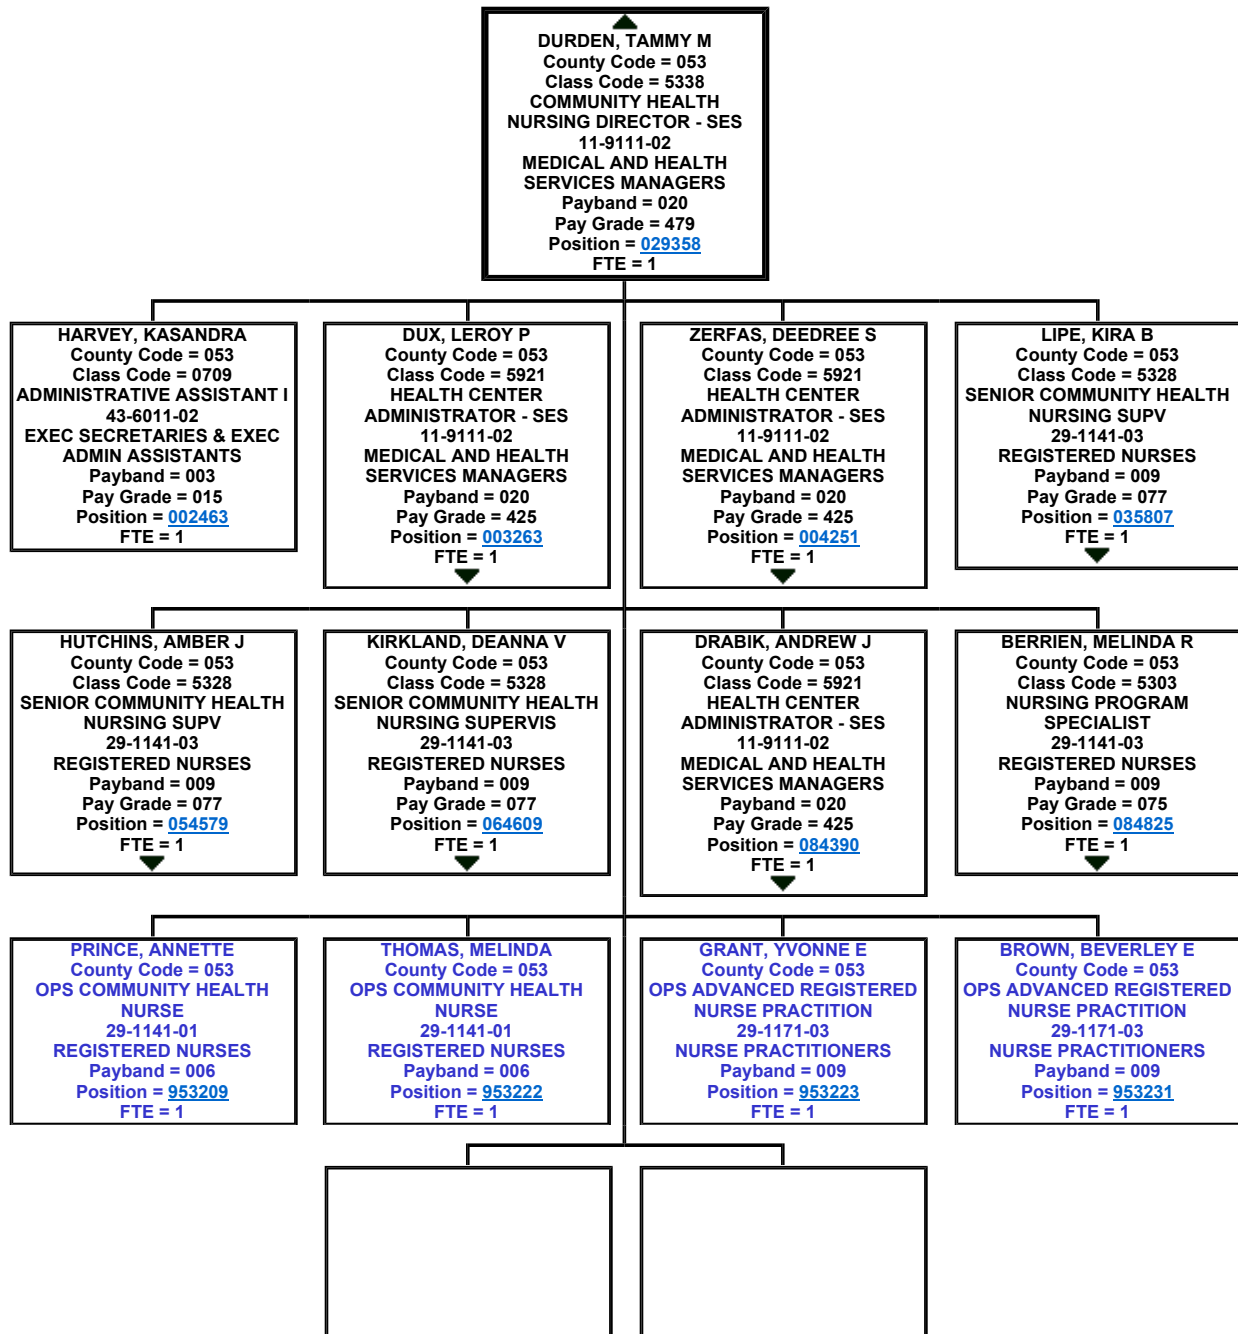 DURDEN, TAMMY M
County Code = 053
Class Code = 5338
COMMUNITY HEALTH
NURSING DIRECTOR - SES
11-9111-02
MEDICAL AND HEALTH
SERVICES MANAGERS
Payband = 020
Pay Grade = 479
Position = 029358
FTE = 1
HARVEY, KASANDRA
County Code = 053
Class Code = 0709
ADMINISTRATIVE ASSISTANT I
43-6011-02
EXEC SECRETARIES & EXEC
ADMIN ASSISTANTS
Payband = 003
Pay Grade = 015
Position = 002463
FTE = 1
DUX, LEROY P
County Code = 053
Class Code = 5921
HEALTH CENTER
ADMINISTRATOR - SES
11-9111-02
MEDICAL AND HEALTH
SERVICES MANAGERS
Payband = 020
Pay Grade = 425
Position = 003263
FTE = 1
ZERFAS, DEEDREE S
County Code = 053
Class Code = 5921
HEALTH CENTER
ADMINISTRATOR - SES
11-9111-02
MEDICAL AND HEALTH
SERVICES MANAGERS
Payband = 020
Pay Grade = 425
Position = 004251
FTE = 1
LIPE, KIRA B
County Code = 053
Class Code = 5328
SENIOR COMMUNITY HEALTH
NURSING SUPV
29-1141-03
REGISTERED NURSES
Payband = 009
Pay Grade = 077
Position = 035807
FTE = 1
HUTCHINS, AMBER J
County Code = 053
Class Code = 5328
SENIOR COMMUNITY HEALTH
NURSING SUPV
29-1141-03
REGISTERED NURSES
Payband = 009
Pay Grade = 077
Position = 054579
FTE = 1
KIRKLAND, DEANNA V
County Code = 053
Class Code = 5328
SENIOR COMMUNITY HEALTH
NURSING SUPERVIS
29-1141-03
REGISTERED NURSES
Payband = 009
Pay Grade = 077
Position = 064609
FTE = 1
DRABIK, ANDREW J
County Code = 053
Class Code = 5921
HEALTH CENTER
ADMINISTRATOR - SES
11-9111-02
MEDICAL AND HEALTH
SERVICES MANAGERS
Payband = 020
Pay Grade = 425
Position = 084390
FTE = 1
BERRIEN, MELINDA R
County Code = 053
Class Code = 5303
NURSING PROGRAM
SPECIALIST
29-1141-03
REGISTERED NURSES
Payband = 009
Pay Grade = 075
Position = 084825
FTE = 1
PRINCE, ANNETTE
County Code = 053
OPS COMMUNITY HEALTH
NURSE
29-1141-01
REGISTERED NURSES
Payband = 006
Position = 953209
FTE = 1
THOMAS, MELINDA
County Code = 053
OPS COMMUNITY HEALTH
NURSE
29-1141-01
REGISTERED NURSES
Payband = 006
Position = 953222
FTE = 1
GRANT, YVONNE E
County Code = 053
OPS ADVANCED REGISTERED
NURSE PRACTITION
29-1171-03
NURSE PRACTITIONERS
Payband = 009
Position = 953223
FTE = 1
BROWN, BEVERLEY E
County Code = 053
OPS ADVANCED REGISTERED
NURSE PRACTITION
29-1171-03
NURSE PRACTITIONERS
Payband = 009
Position = 953231
FTE = 1